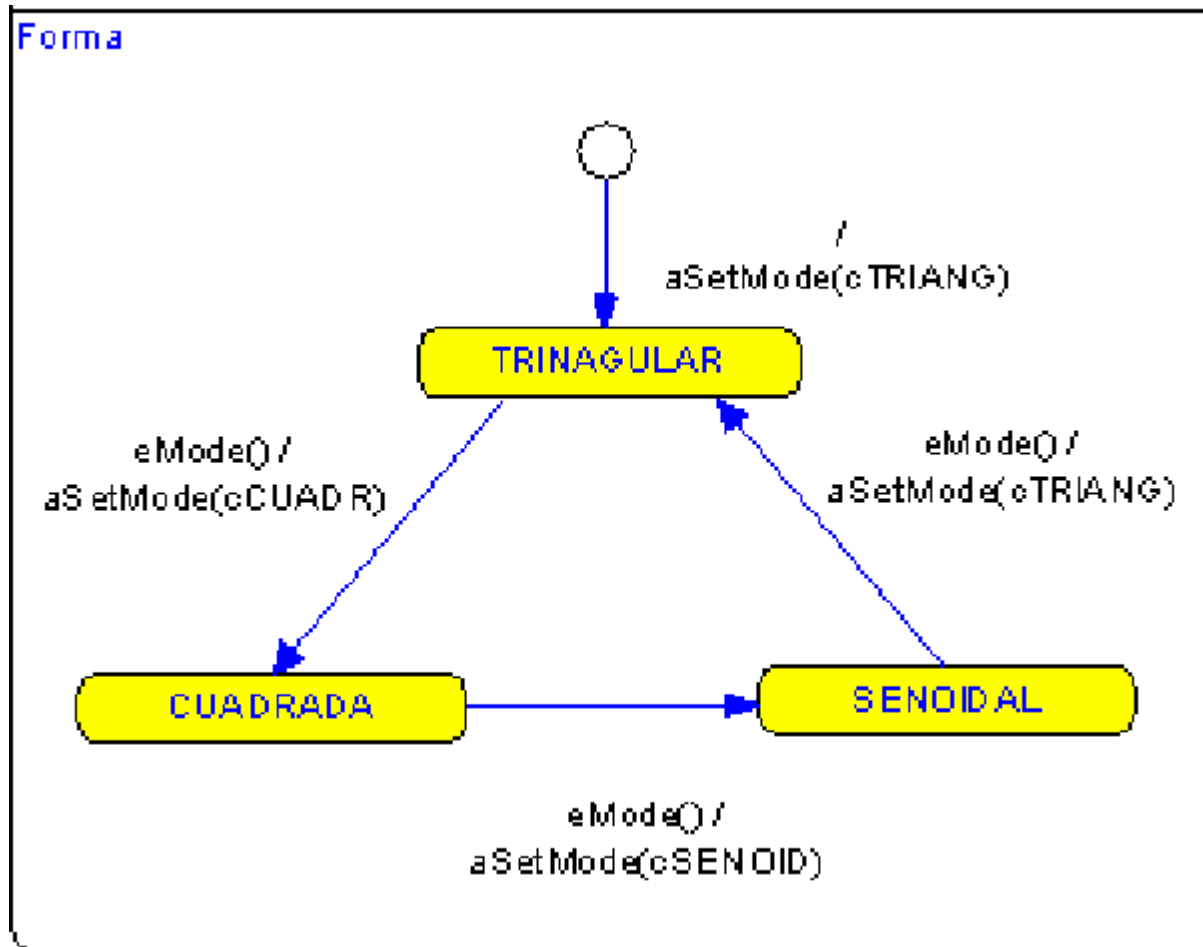 Forma
/
aSetMode(cTRIANG)
TRINAGULAR
eMode() /
aSetMode(cCUADR)
eMode() /
aSetMode(cTRIANG)
CUADRADA
SENOIDAL
eMode() /
aSetMode(cSENOID)